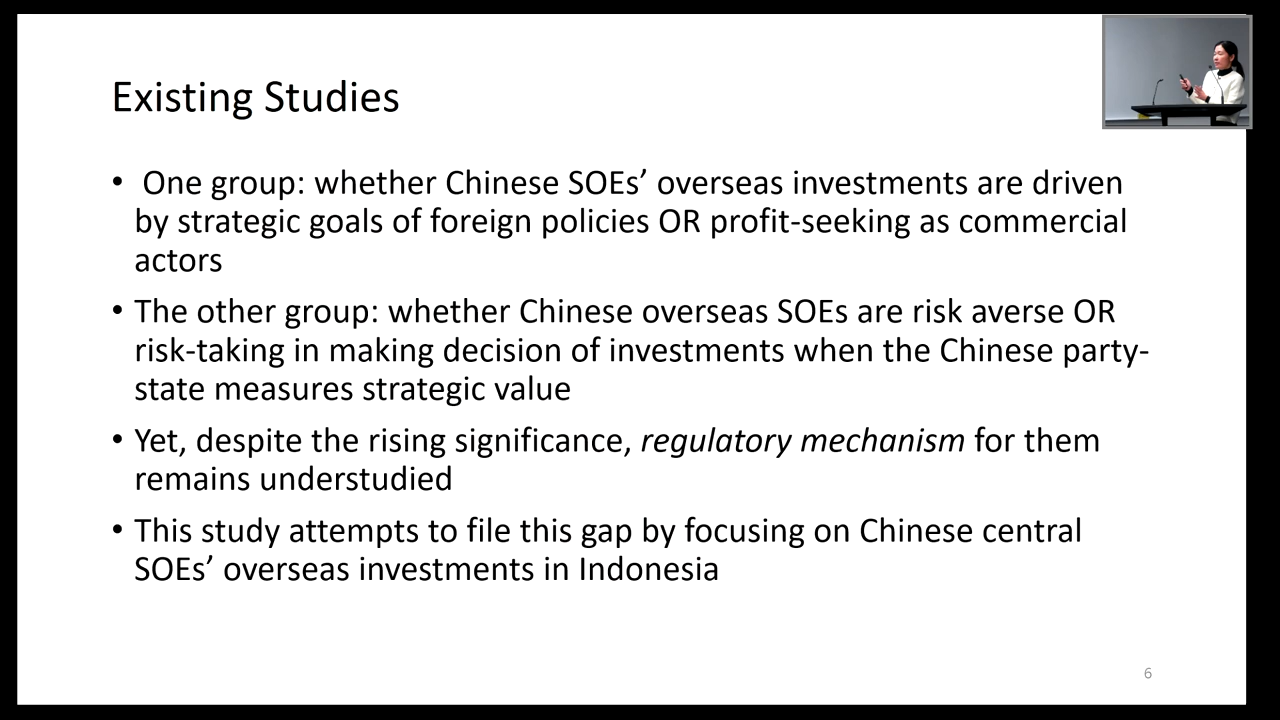 Existing Studies
• One group: whether Chinese SOEs’ overseas investments are driven
by strategic goals of foreign policies OR profit-seeking as commercial
actors
• The other group: whether Chinese overseas SOEs are risk averse OR
risk-taking in making decision of investments when the Chinese party-
state measures strategic value
• Yet, despite the rising significance, regulatory mechanism for them
remains understudied
• This study attempts to file this gap by focusing on Chinese central
SOEs’ overseas investments in Indonesia
6